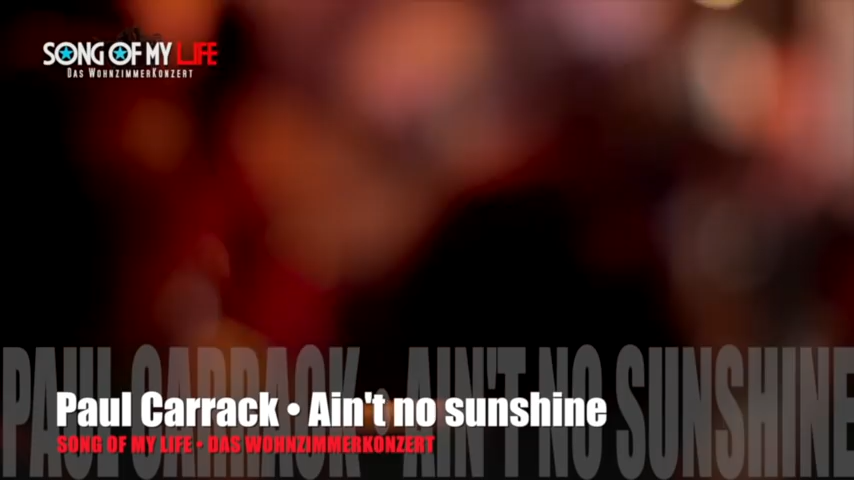 SONG OF MY LIFE
DAS WOHNZIMMERKONZERT
PAUL CARRACK • AIN'T NO SUNSHINE
Paul Carrack • Ain't no sunshine
SONG OF MY LIFE • DAS WOHNZIMMERKONZERT